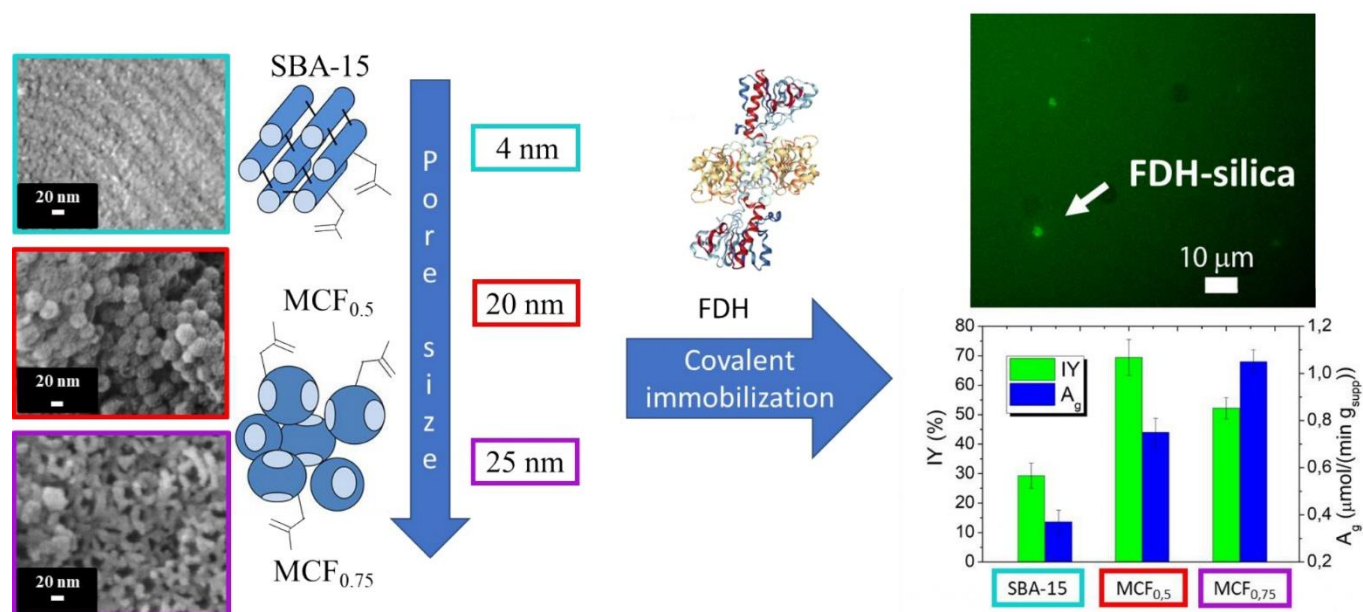 SBA-15
20 nm
4 nm
Pore size
MCF0.5
20 nm
20 nm
25 nm
MCF0.75
20 nm
FDH
Covalent
immobilization
FDH-silica
10 μm
80
70
60
50
40
30
20
10
0
IY (%)
IY
Ag
1,2
1,0
0,8
0,6
0,4
0,2
Ag (μmol/(min gsupp))
SBA-15
MCF0,5
MCF0,75